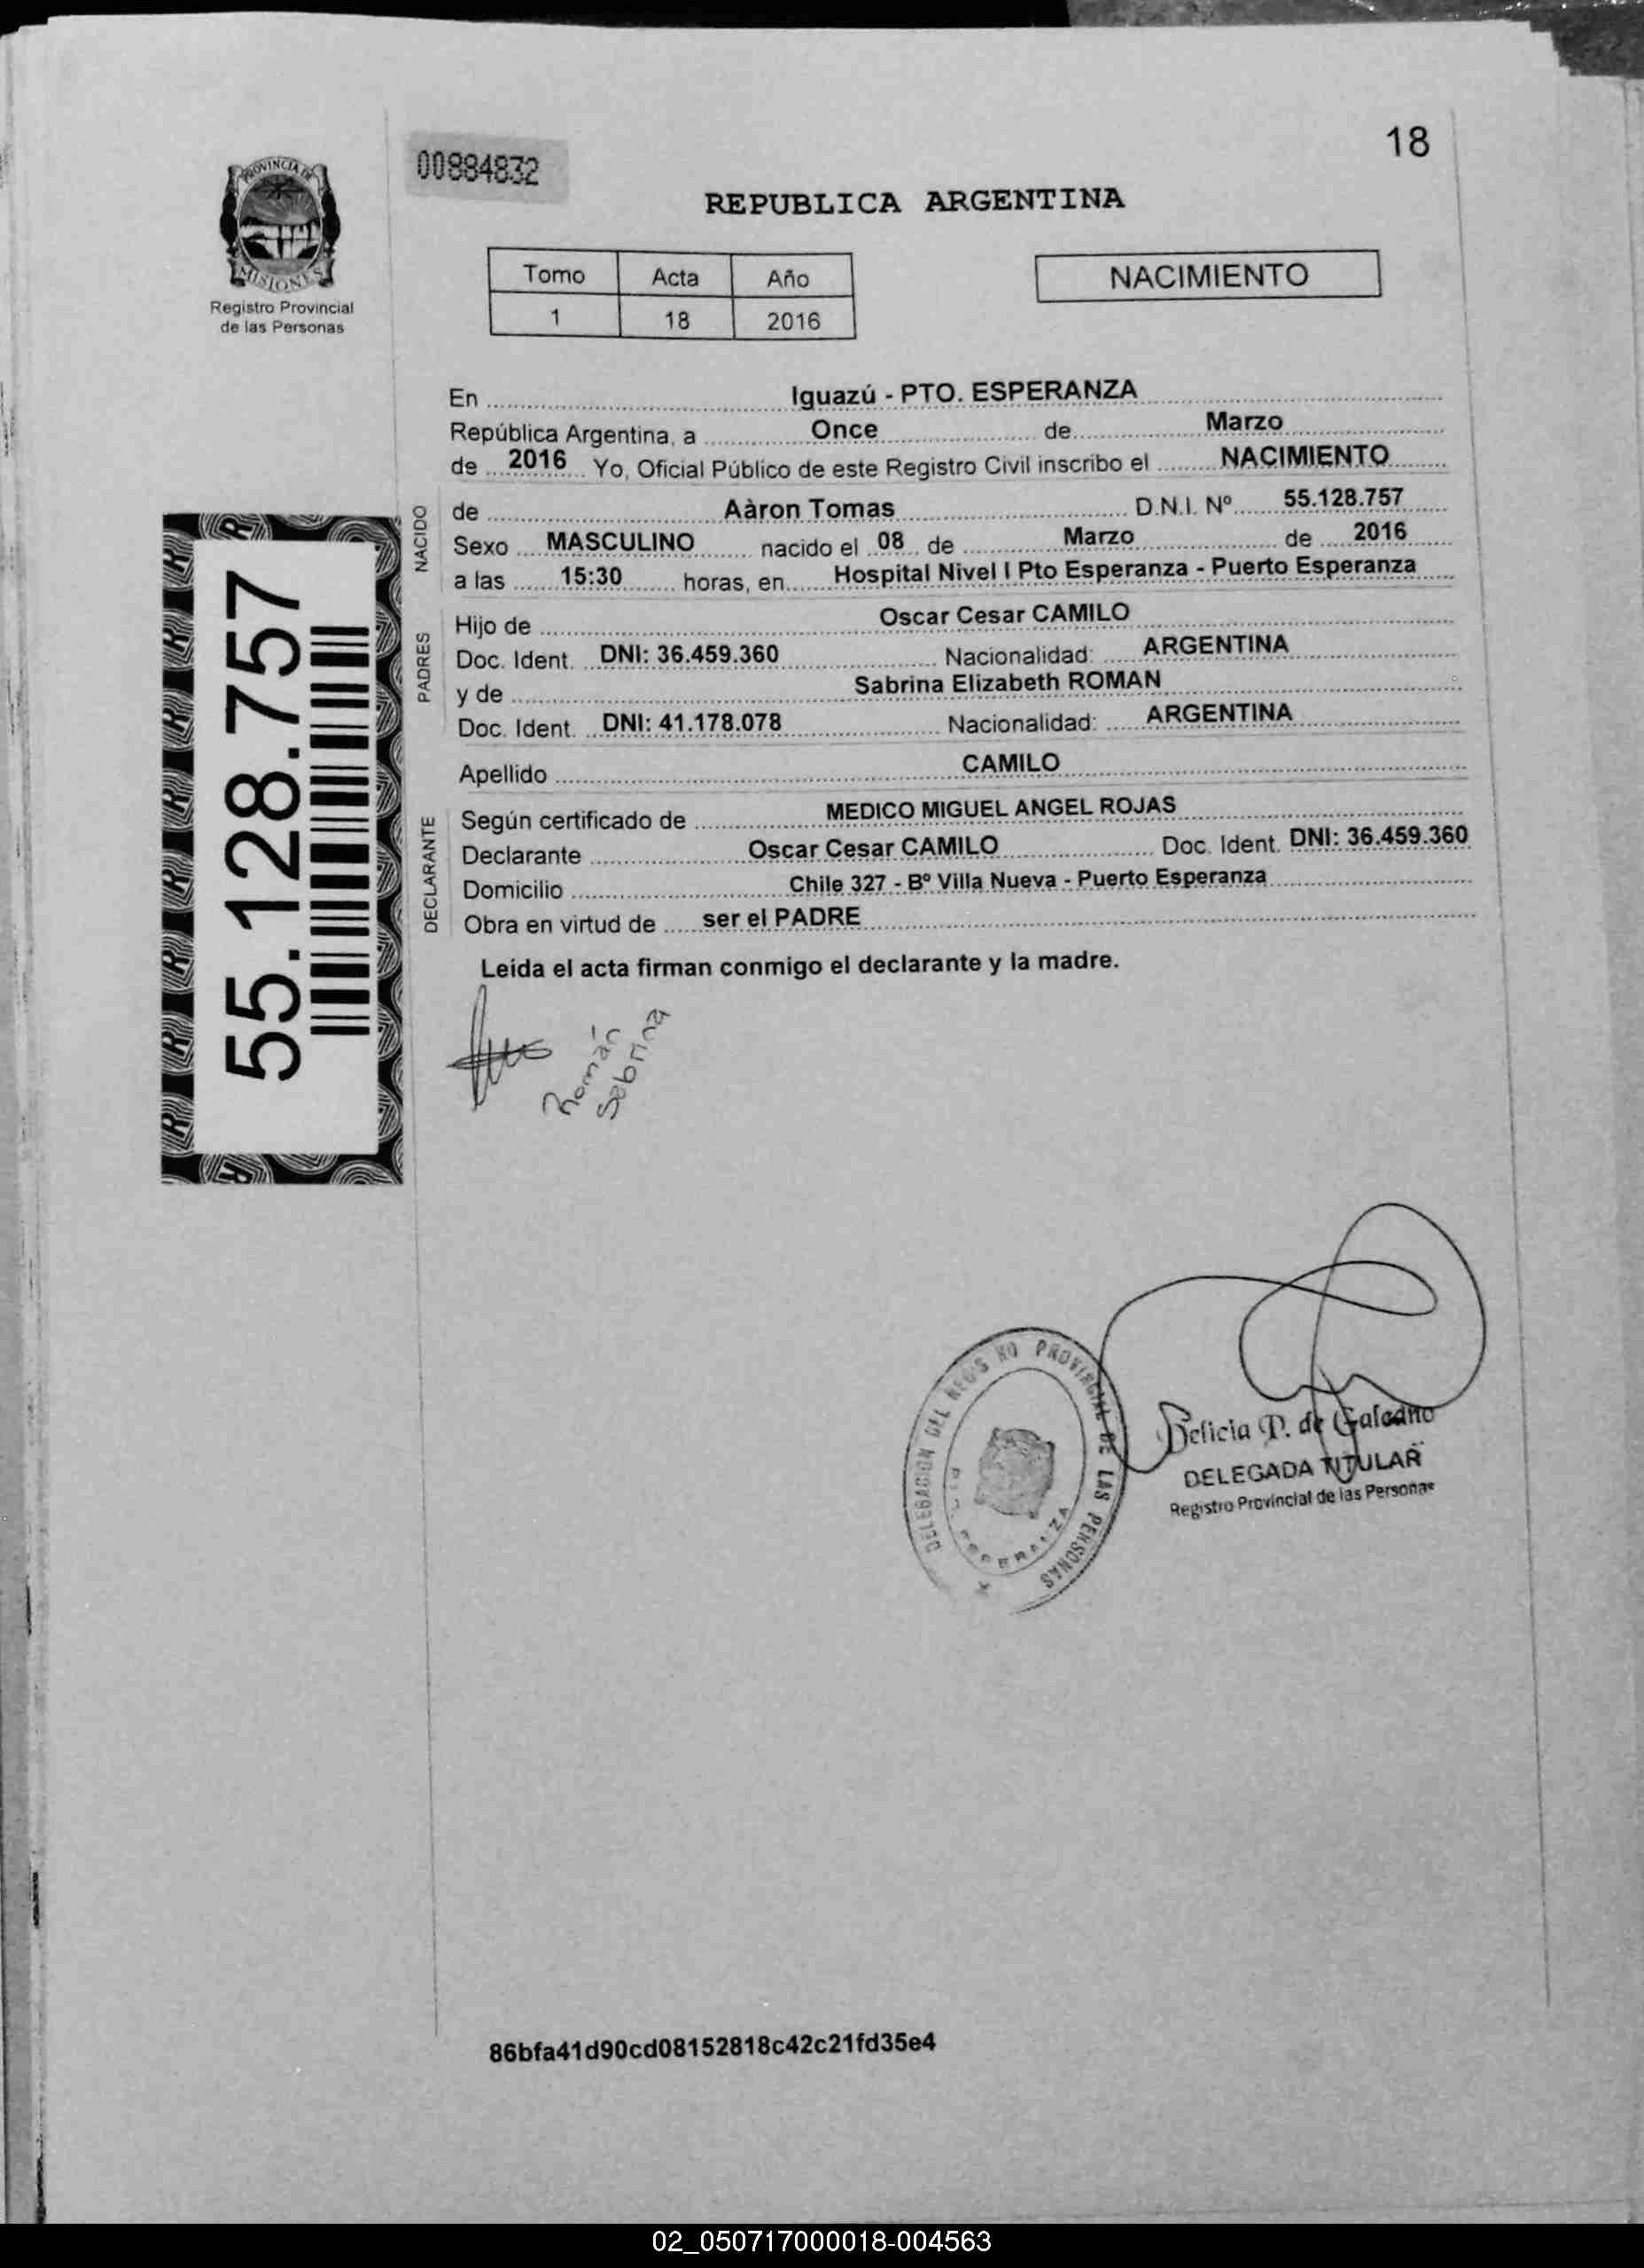 18
00884832
PROVINCIA DE
MISIONES
Registro Provincial
de las Personas
REPUBLICA ARGENTINA
Tomo Acta Año
1 18 2016
NACIMIENTO
En Iguazú - PTO. ESPERANZA
República Argentina, a Once de Marzo
de 2016 Yo, Oficial Público de este Registro Civil inscribo el NACIMIENTO
NACIDO
de Aàron Tomas D.N.I. Nº 55.128.757
Sexo MASCULINO nacido el 08 de Marzo de 2016
a las 15:30 horas, en Hospital Nivel I Pto Esperanza - Puerto Esperanza
PADRES
Hijo de Oscar Cesar CAMILO
Doc. Ident. DNI: 36.459.360 Nacionalidad: ARGENTINA
y de Sabrina Elizabeth ROMAN
Doc. Ident. DNI: 41.178.078 Nacionalidad: ARGENTINA
Apellido CAMILO
DECLARANTE
Según certificado de MEDICO MIGUEL ANGEL ROJAS
Declarante Oscar Cesar CAMILO Doc. Ident. DNI: 36.459.360
Domicilio Chile 327 - Bº Villa Nueva - Puerto Esperanza
Obra en virtud de ser el PADRE
Leída el acta firman conmigo el declarante y la madre.
55.128.757
Román
Sabrina
DELEGACION DEL REGISTRO PROVINCIAL DE LAS PERSONAS
PTO. ESPERANZA
Delicia P. de Galeano
DELEGADA TITULAR
Registro Provincial de las Personas
86bfa41d90cd08152818c42c21fd35e4
02_050717000018-004563